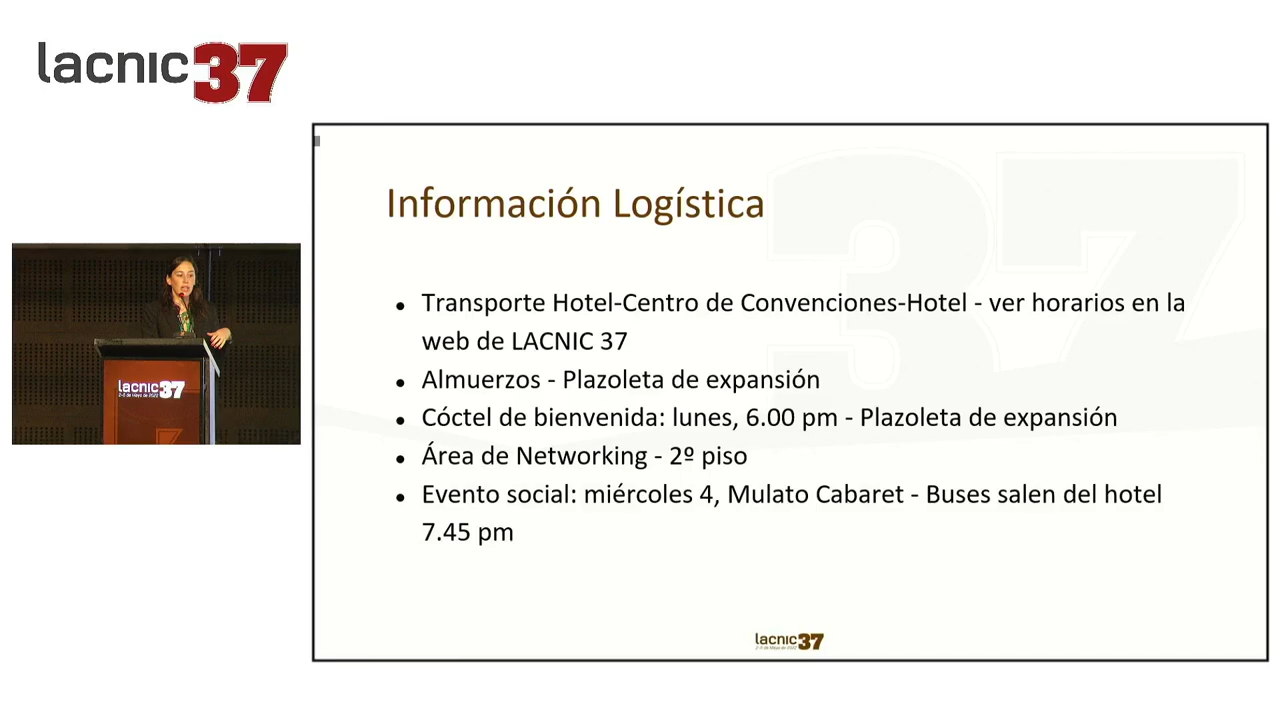 lacnic37
Información Logística
Transporte Hotel-Centro de Convenciones-Hotel - ver horarios en la
web de LACNIC 37
Almuerzos - Plazoleta de expansión
Cóctel de bienvenida: lunes, 6.00 pm - Plazoleta de expansión
Área de Networking - 2º piso
Evento social: miércoles 4, Mulato Cabaret - Buses salen del hotel
7.45 pm
lacnic37
lacnic37